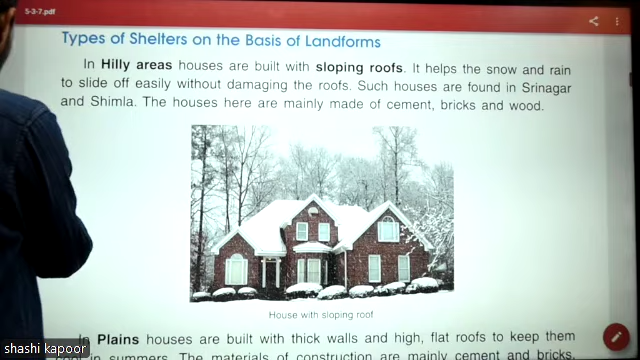 5-3-7.pdf
Types of Shelters on the Basis of Landforms
In Hilly areas houses are built with sloping roofs. It helps the snow and rain
to slide off easily without damaging the roofs. Such houses are found in Srinagar
and Shimla. The houses here are mainly made of cement, bricks and wood.
House with sloping roof
In Plains houses are built with thick walls and high, flat roofs to keep them
in summers. The materials of construction are mainly cement and bricks.
shashi kapoor